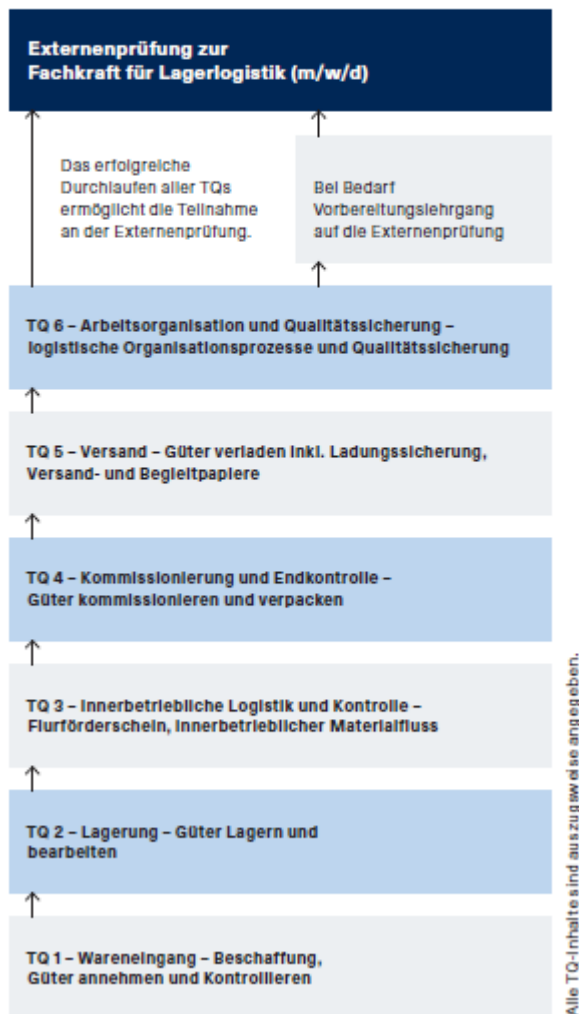 Externenprüfung zur
Fachkraft für Lagerlogistik (m/w/d)
Das erfolgreiche
Durchlaufen aller TQs
ermöglicht die Teilnahme
an der Externenprüfung.
Bei Bedarf
Vorbereitungslehrgang
auf die Externenprüfung
TQ 6 – Arbeitsorganisation und Qualitätssicherung –
logistische Organisationsprozesse und Qualitätssicherung
TQ 5 – Versand – Güter verladen inkl. Ladungssicherung,
Versand- und Begleitpapiere
TQ 4 – Kommissionierung und Endkontrolle –
Güter kommissionieren und verpacken
TQ 3 – Innerbetriebliche Logistik und Kontrolle –
Flurförderschein, innerbetrieblicher Materialfluss
TQ 2 – Lagerung – Güter Lagern und
bearbeiten
TQ 1 – Wareneingang – Beschaffung,
Güter annehmen und Kontrollieren
Alle TQ-Inhalte sind auszugsweise angegeben.